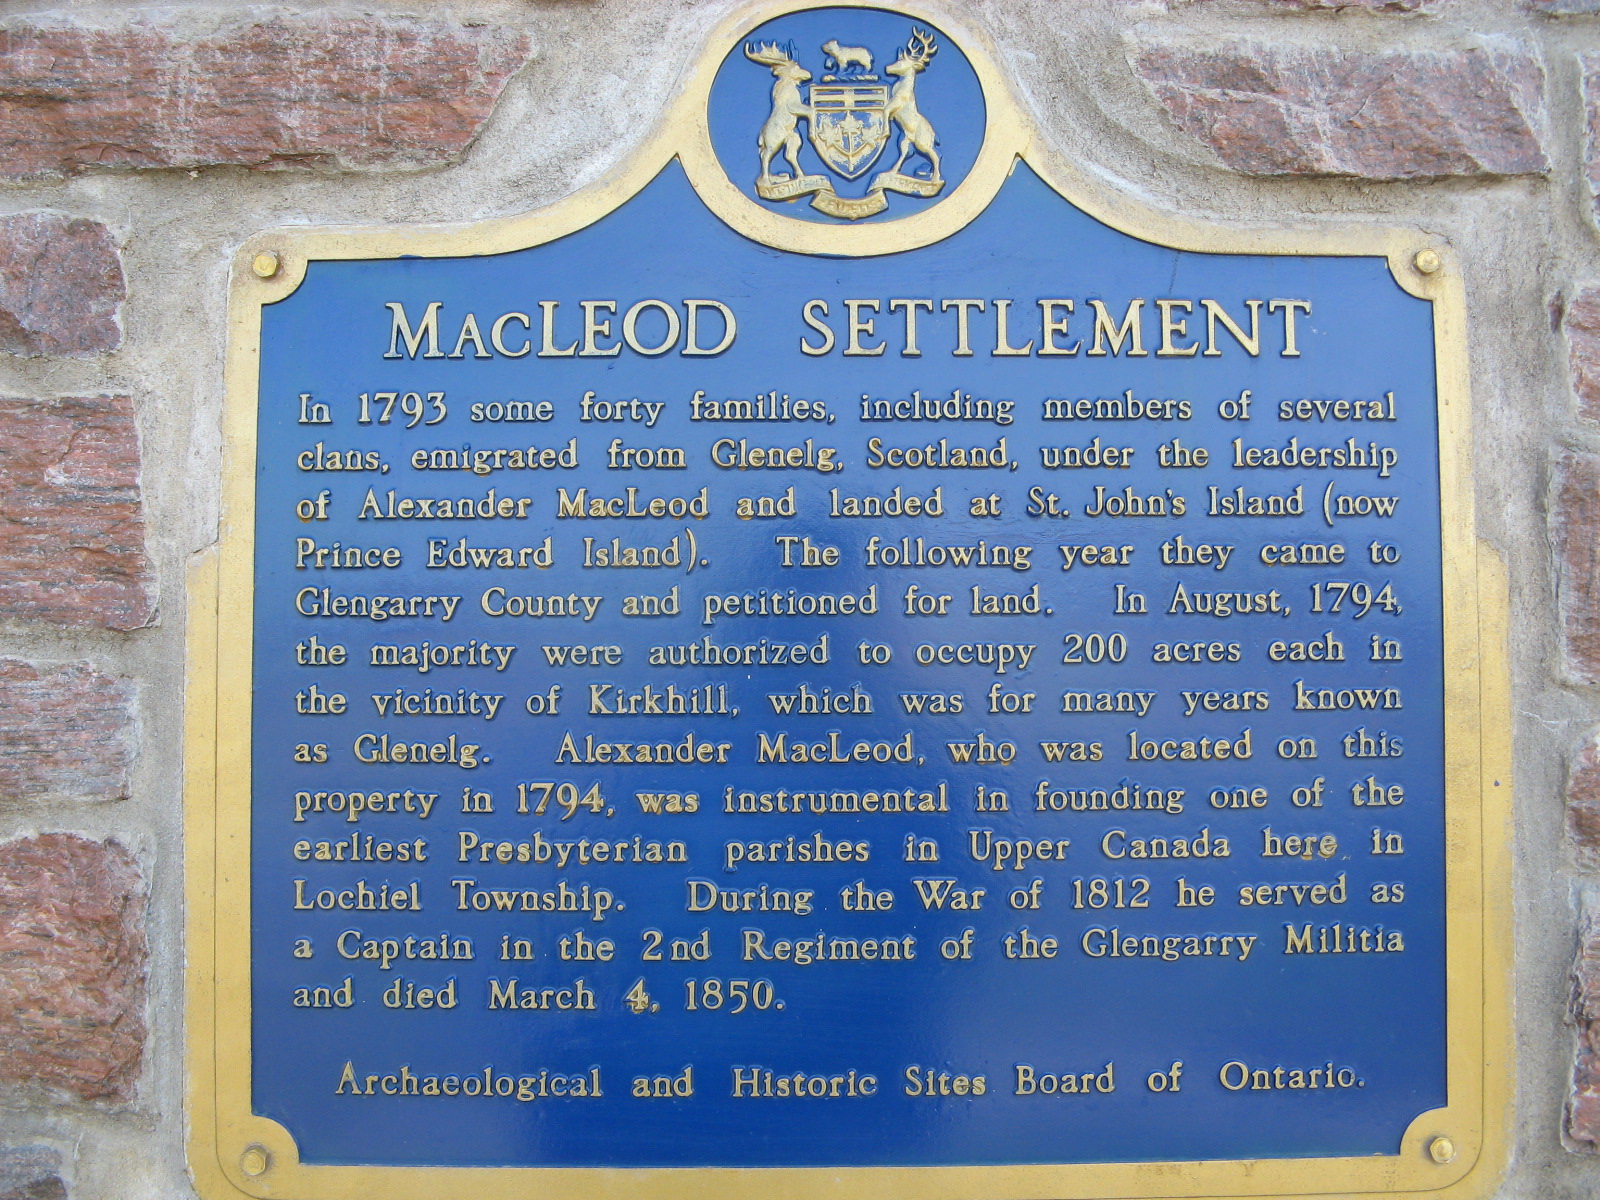 MacLEOD SETTLEMENT
In 1793 some forty families, including members of several
clans, emigrated from Glenelg, Scotland, under the leadership
of Alexander MacLeod and landed at St. John's Island (now
Prince Edward Island). The following year they came to
Glengarry County and petitioned for land. In August, 1794,
the majority were authorized to occupy 200 acres each in
the vicinity of Kirkhill, which was for many years known
as Glenelg. Alexander MacLeod, who was located on this
property in 1794, was instrumental in founding one of the
earliest Presbyterian parishes in Upper Canada here in
Lochiel Township. During the War of 1812 he served as
a Captain in the 2nd Regiment of the Glengarry Militia
and died March 4, 1850.
Archaeological and Historic Sites Board of Ontario.